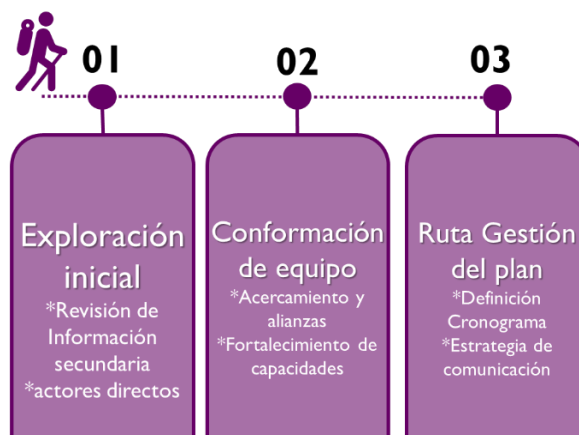 01
Exploración
inicial
*Revisión de
Información
secundaria
*actores directos
02
Conformación
de equipo
*Acercamiento y
alianzas
*Fortalecimiento de
capacidades
03
Ruta Gestión
del plan
*Definición
Cronograma
*Estrategia de
comunicación